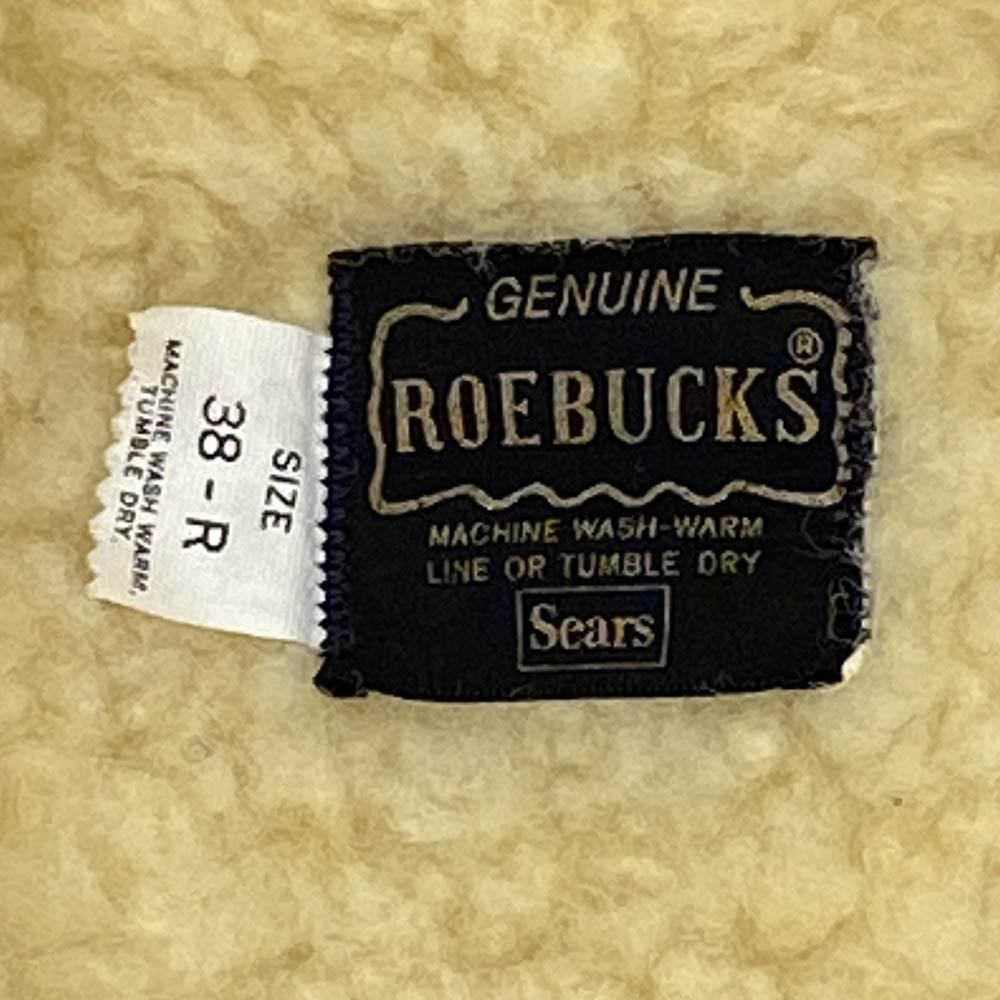 GENUINE
ROEBUCKS®
MACHINE WASH-WARM
LINE OR TUMBLE DRY
Sears
SIZE
38-R
MACHINE WASH WARM,
TUMBLE DRY.